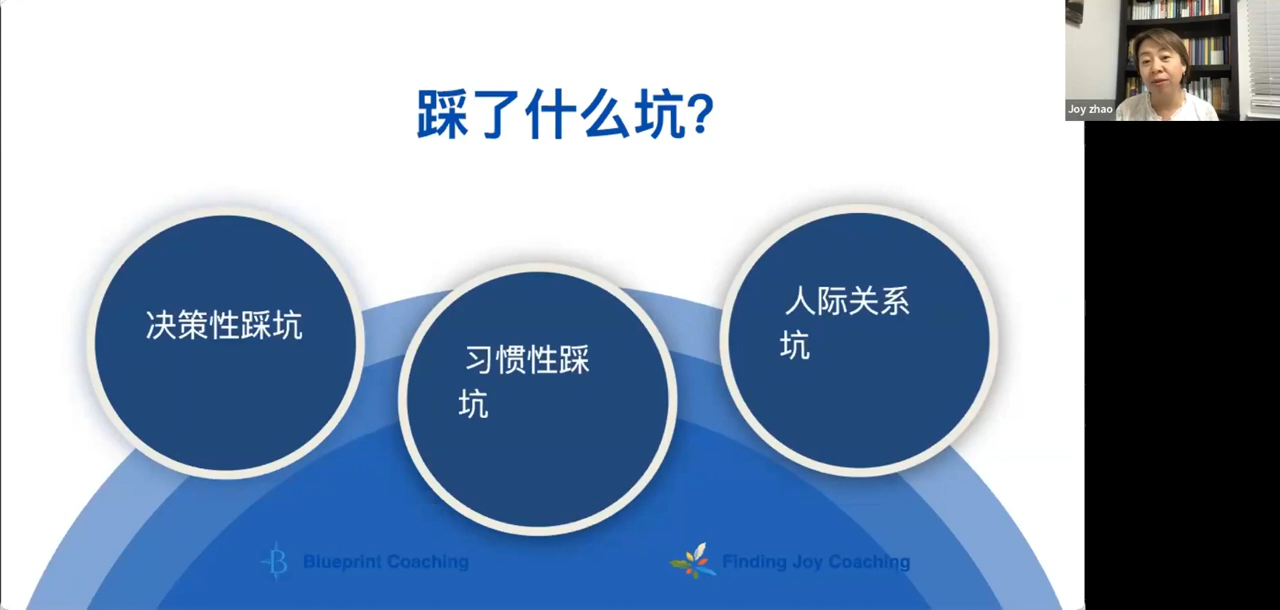 踩了什么坑?
Joy zhao
决策性踩坑
习惯性踩
坑
人际关系
坑
Blueprint Coaching
Finding Joy Coaching